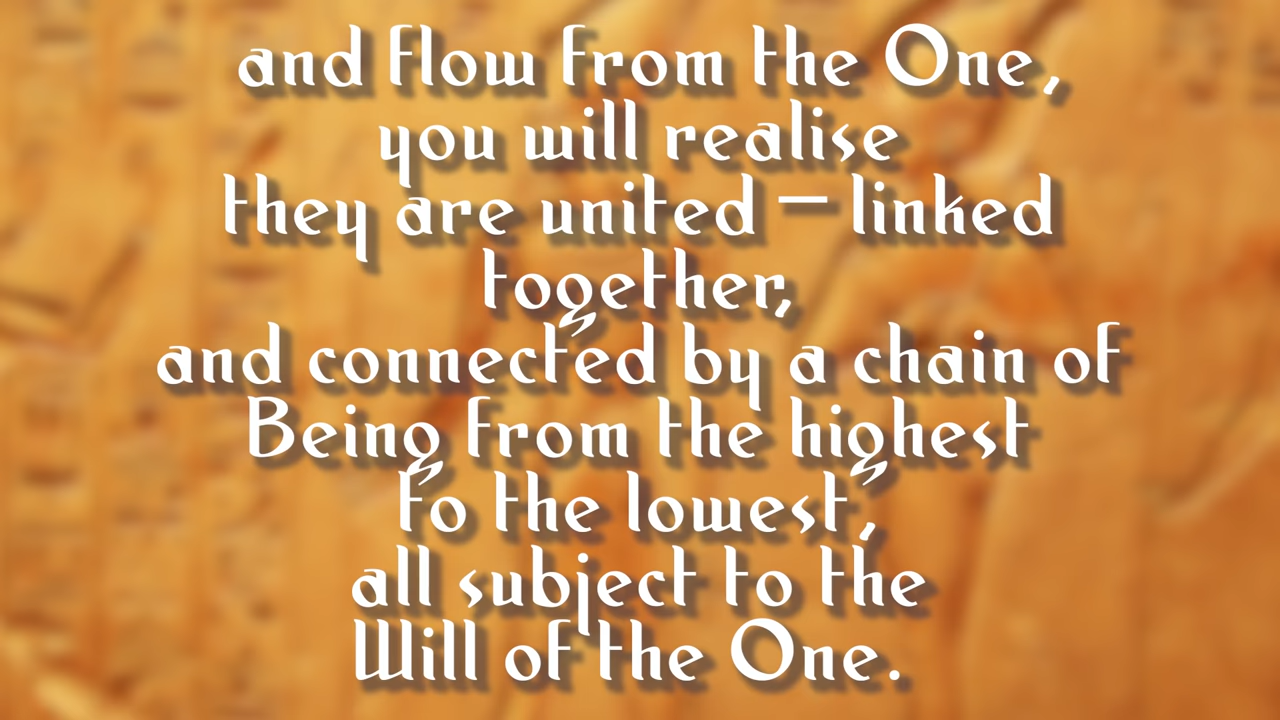 and flow from the One,
you will realise
they are united – linked
together,
and connected by a chain of
Being from the highest
to the lowest,
all subject to the
Will of the One.